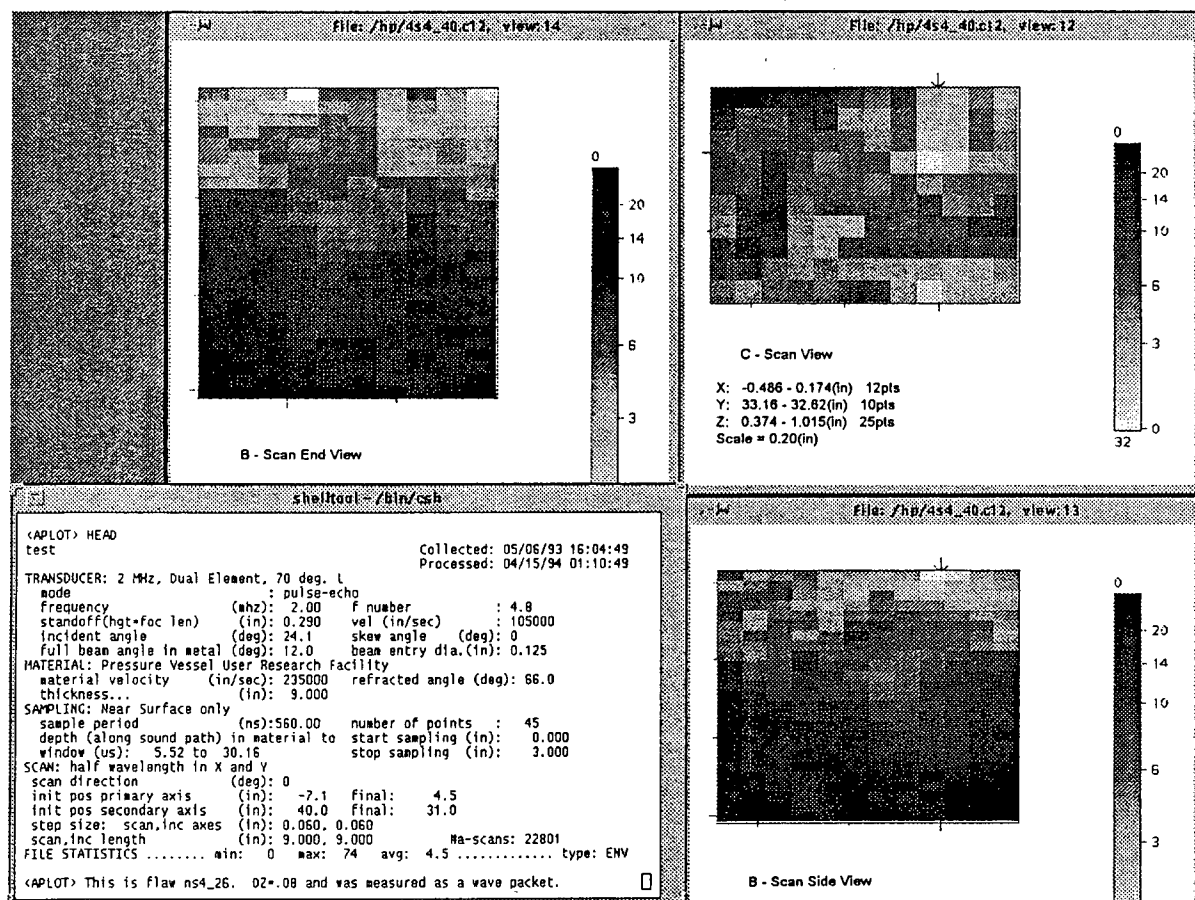 File: /hp/4s4_40.c12, view:14
0
20
14
10
6
3
B - Scan End View
File: /hp/4s4_40.c12, view:12
0
20
14
10
6
3
0
32
C - Scan View
X: -0.486 - 0.174(in) 12pts
Y: 33.16 - 32.62(in) 10pts
Z: 0.374 - 1.015(in) 25pts
Scale = 0.20(in)
shelltool - /bin/csh
<APLOT> HEAD
test Collected: 05/06/93 16:04:49
Processed: 04/15/94 01:10:49
TRANSDUCER: 2 MHz, Dual Element, 70 deg. L
mode : pulse-echo
frequency (mhz): 2.00 f number : 4.8
standoff(hgt+foc len) (in): 0.290 vel (in/sec) : 105000
incident angle (deg): 24.1 skew angle (deg): 0
full beam angle in metal (deg): 12.0 beam entry dia.(in): 0.125
MATERIAL: Pressure Vessel User Research Facility
material velocity (in/sec): 235000 refracted angle (deg): 66.0
thickness... (in): 9.000
SAMPLING: Near Surface only
sample period (ns):560.00 number of points : 45
depth (along sound path) in material to start sampling (in): 0.000
window (us): 5.52 to 30.16 stop sampling (in): 3.000
SCAN: half wavelength in X and Y
scan direction (deg): 0
init pos primary axis (in): -7.1 final: 4.5
init pos secondary axis (in): 40.0 final: 31.0
step size: scan,inc axes (in): 0.060, 0.060
scan,inc length (in): 9.000, 9.000 #a-scans: 22801
FILE STATISTICS ........ min: 0 max: 74 avg: 4.5 ............. type: ENV
<APLOT> This is flaw ns4_26. DZ=.08 and was measured as a wave packet.
File: /hp/4s4_40.c12, view:13
0
20
14
10
6
3
B - Scan Side View